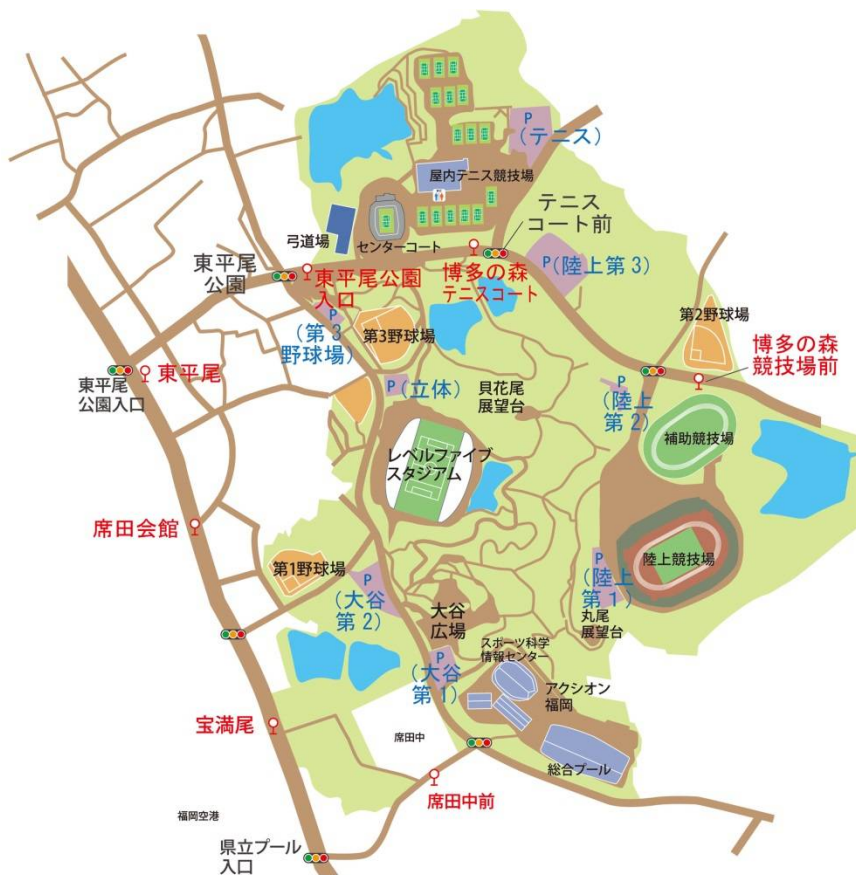 P
(テニス)
屋内テニス競技場
テニス
コート前
弓道場
センターコート
東平尾
公園
東平尾公園
入口
博多の森
テニスコート
P(陸上第3)
P
(第3
野球場)
第3野球場
第2野球場
博多の森
競技場前
東平尾
公園入口
東平尾
P(立体)
貝花尾
展望台
P
(陸上
第2)
補助競技場
レベルファイブ
スタジアム
席田会館
第1野球場
P
(大谷
第2)
大谷
広場
P
(陸上
第1)
陸上競技場
丸尾
展望台
スポーツ科学
情報センター
P
(大谷
第1)
アクシオン
福岡
宝満尾
席田中
総合プール
席田中前
福岡空港
県立プール
入口